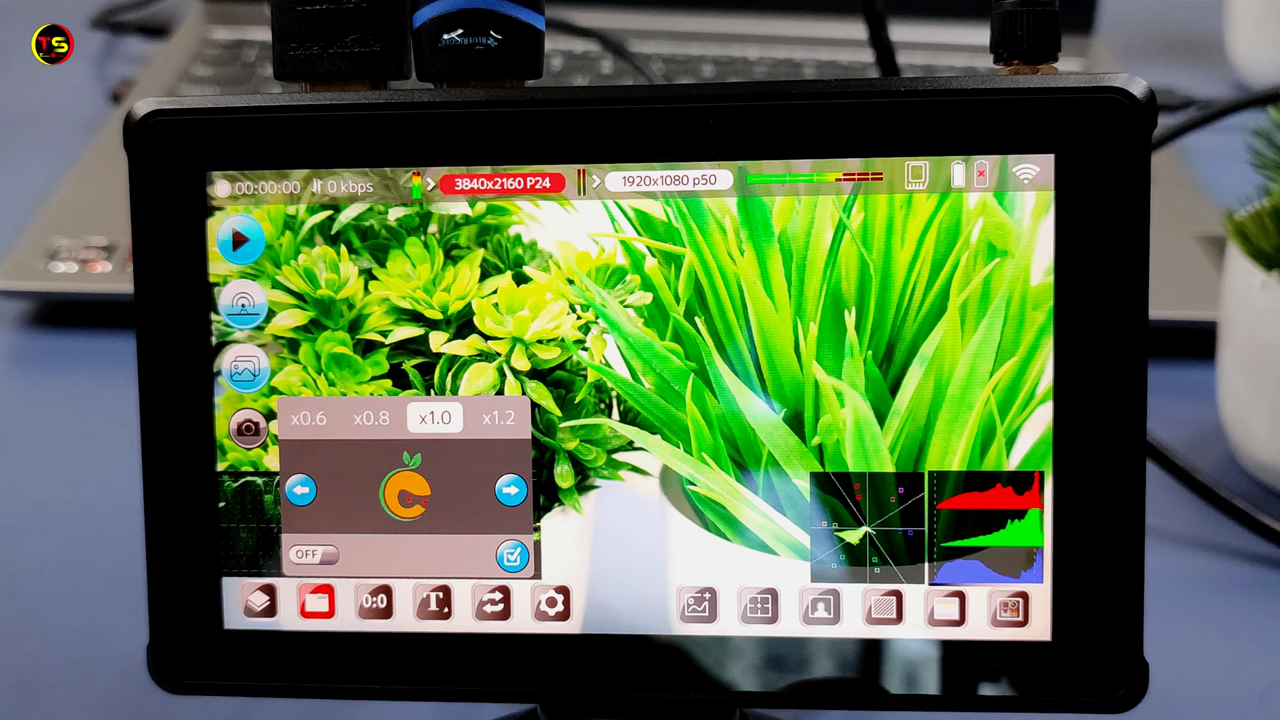 TS
BLUERIGGER
00:00:00 0 kbps
3840x2160 P24
1920x1080 p50
x0.6 x0.8 x1.0 x1.2
OFF
0:0
T